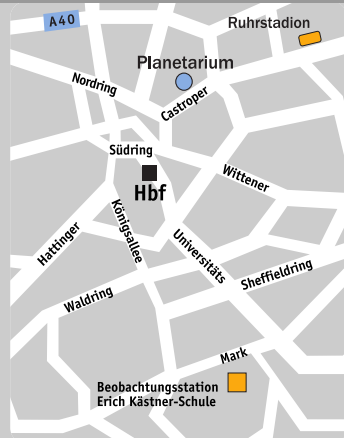 A40
Ruhrstadion
Planetarium
Nordring
Castroper
Südring
Wittener
Hbf
Königsallee
Hattinger
Universitäts
Sheffieldring
Waldring
Mark
Beobachtungsstation
Erich Kästner-Schule